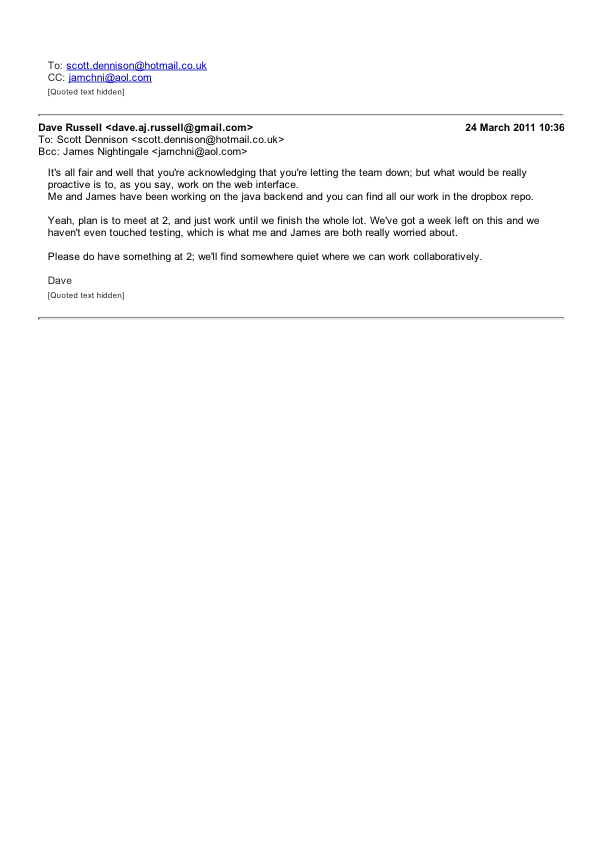 To: scott.dennison@hotmail.co.uk
CC: jamchni@aol.com
[Quoted text hidden]
Dave Russell <dave.aj.russell@gmail.com> 24 March 2011 10:36
To: Scott Dennison <scott.dennison@hotmail.co.uk>
Bcc: James Nightingale <jamchni@aol.com>
It's all fair and well that you're acknowledging that you're letting the team down; but what would be really
proactive is to, as you say, work on the web interface.
Me and James have been working on the java backend and you can find all our work in the dropbox repo.
Yeah, plan is to meet at 2, and just work until we finish the whole lot. We've got a week left on this and we
haven't even touched testing, which is what me and James are both really worried about.
Please do have something at 2; we'll find somewhere quiet where we can work collaboratively.
Dave
[Quoted text hidden]